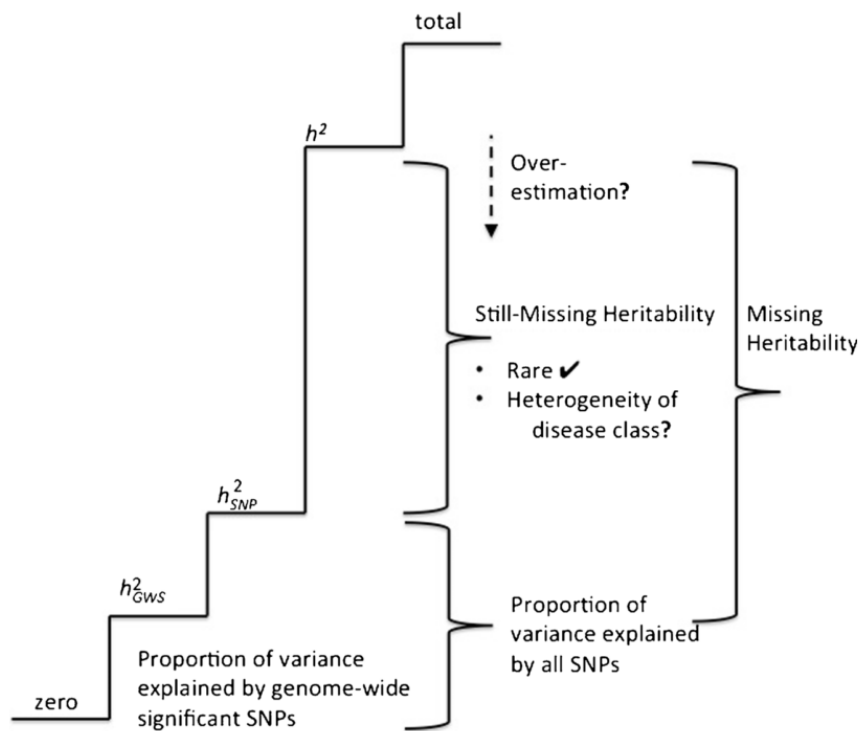 total
h²
Over-
estimation?
Still-Missing Heritability
• Rare ✔
• Heterogeneity of
disease class?
Missing
Heritability
h²SNP
h²GWS
Proportion of
variance explained
by all SNPs
Proportion of variance
explained by genome-wide
significant SNPs
zero